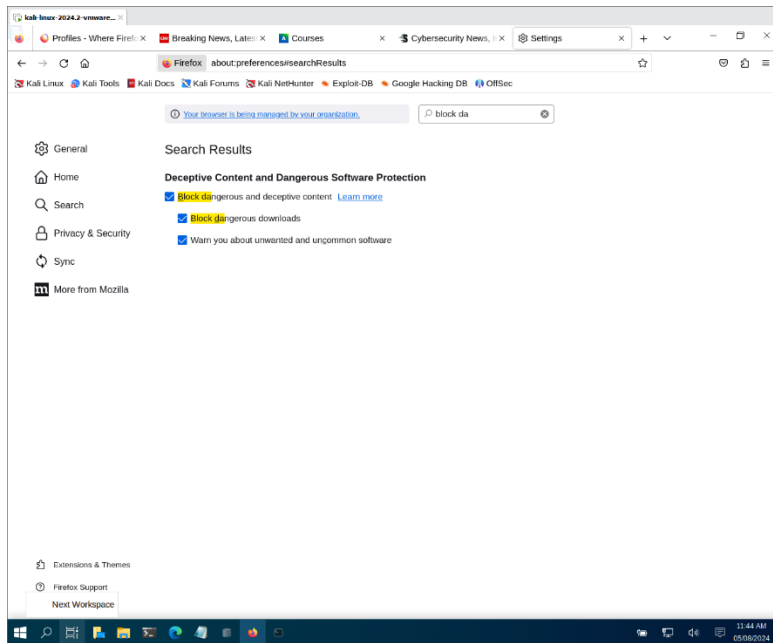 kali-linux-2024.2-vmware...
Profiles - Where Firefo
Breaking News, Lates
Courses
Cybersecurity News, I
Settings
Firefox
about:preferences#searchResults
Kali Linux
Kali Tools
Kali Docs
Kali Forums
Kali NetHunter
Exploit-DB
Google Hacking DB
OffSec
Your browser is being managed by your organization.
block da
General
Home
Search
Privacy & Security
Sync
More from Mozilla
Search Results
Deceptive Content and Dangerous Software Protection
Block dangerous and deceptive content Learn more
Block dangerous downloads
Warn you about unwanted and uncommon software
Extensions & Themes
Firefox Support
Next Workspace
11:44 AM
05/08/2024